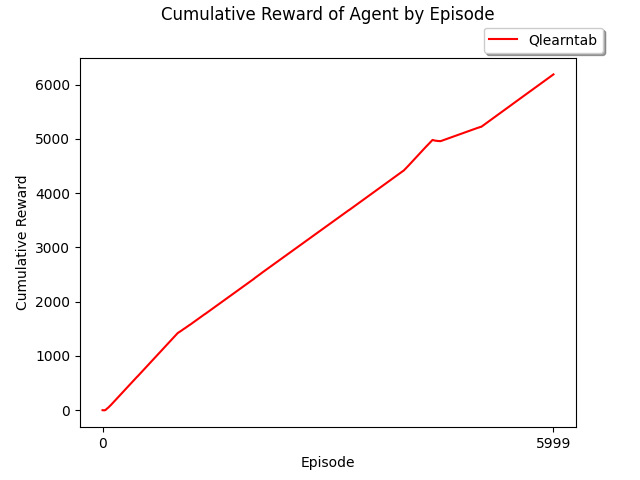 Cumulative Reward of Agent by Episode
Qlearntab
6000
5000
4000
3000
2000
1000
0
Cumulative Reward
0
5999
Episode